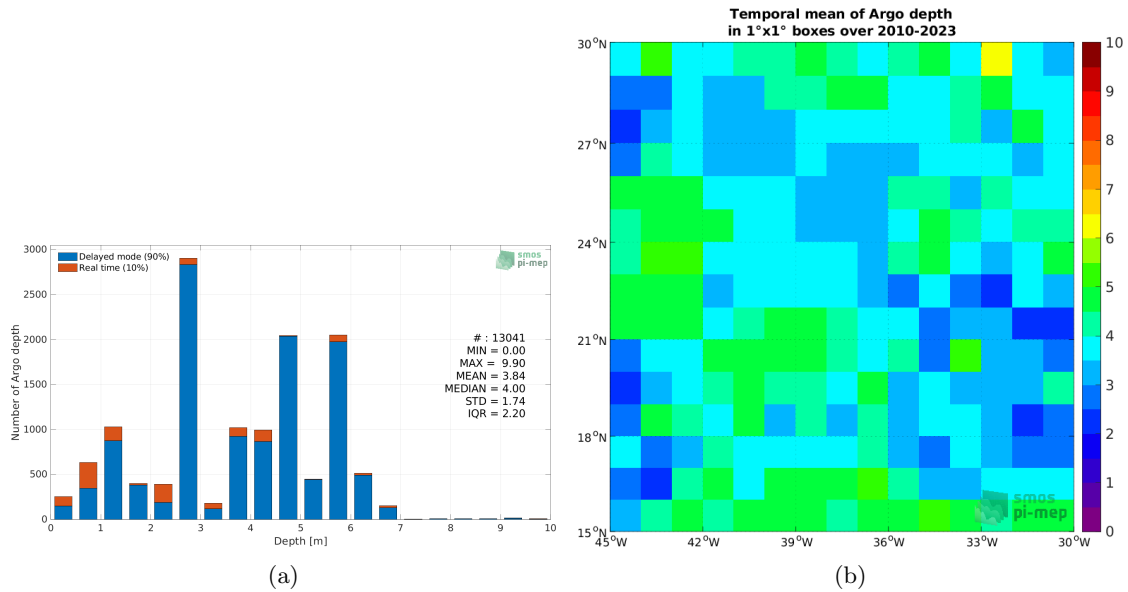 3000
2500
2000
1500
1000
500
0
Number of Argo depth
Delayed mode (90%)
Real time (10%)
smos
pi-mep
# : 13041
MIN = 0.00
MAX = 9.90
MEAN = 3.84
MEDIAN = 4.00
STD = 1.74
IQR = 2.20
0 1 2 3 4 5 6 7 8 9 10
Depth [m]
(a)
Temporal mean of Argo depth
in 1°x1° boxes over 2010-2023
30°N
27°N
24°N
21°N
18°N
15°N
45°W 42°W 39°W 36°W 33°W 30°W
smos
pi-mep
10
9
8
7
6
5
4
3
2
1
0
(b)